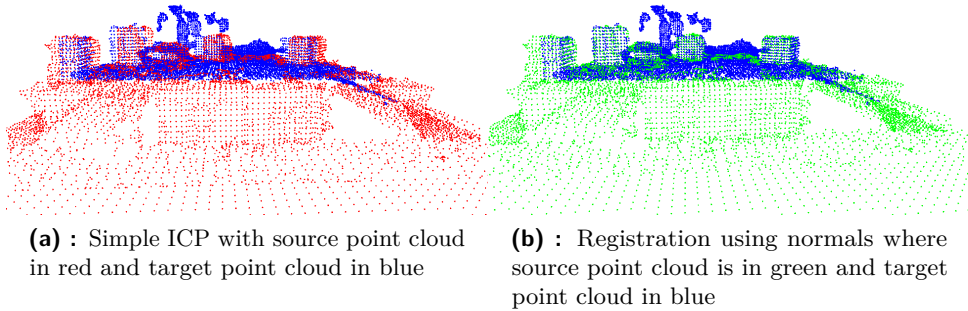 (a) : Simple ICP with source point cloud
in red and target point cloud in blue
(b) : Registration using normals where
source point cloud is in green and target
point cloud in blue